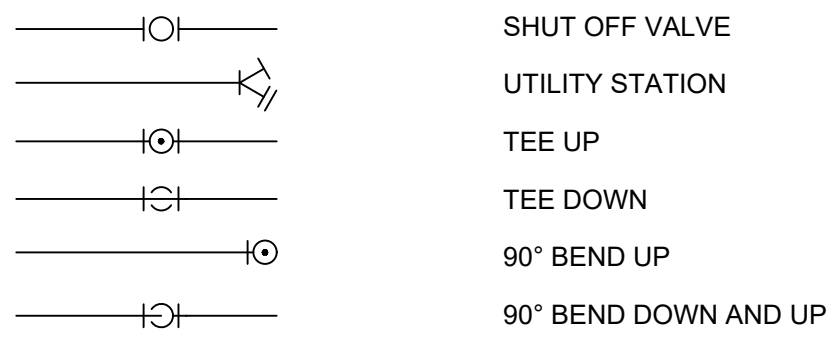 SHUT OFF VALVE
UTILITY STATION
TEE UP
TEE DOWN
90° BEND UP
90° BEND DOWN AND UP